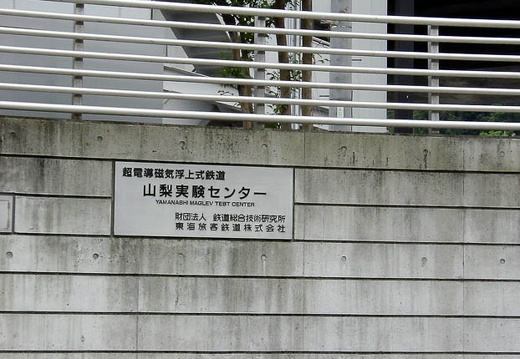 超電導磁気浮上式鉄道
山梨実験センター
YAMANASHI MAGLEV TEST CENTER
財団法人 鉄道総合技術研究所
東海旅客鉄道株式会社